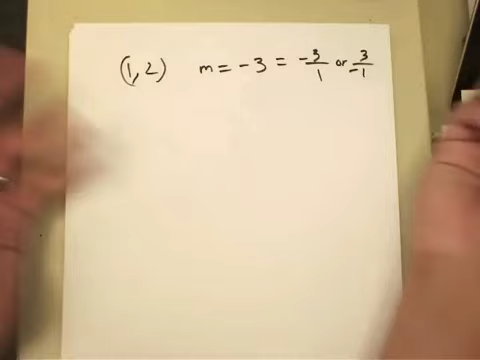 (1,2) m = -3 = -3/1 or 3/-1